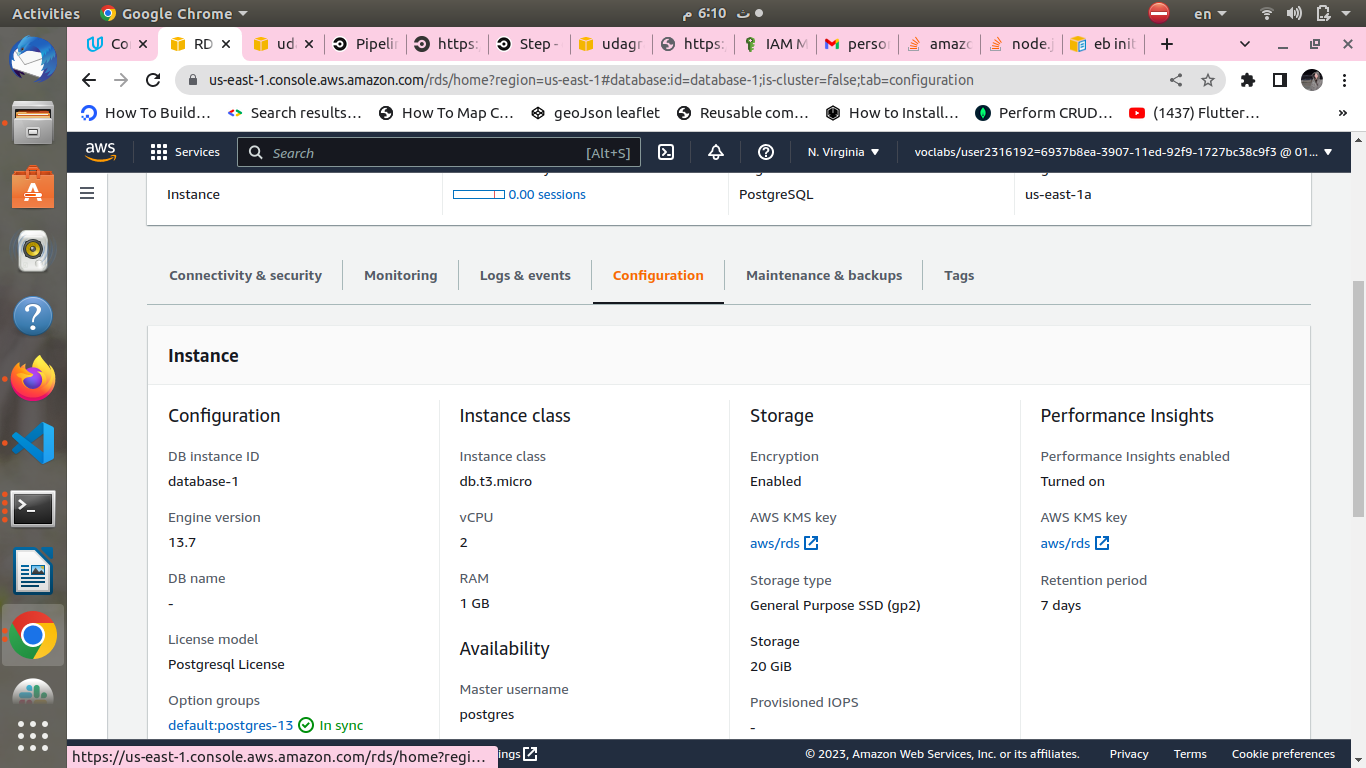 Activities
Google Chrome
ث 6:10 م
en
Co
RD
ud
Pipelin
https:
Step -
udagr
https:
IAM M
person
amazo
node.j
eb init
us-east-1.console.aws.amazon.com/rds/home?region=us-east-1#database:id=database-1;is-cluster=false;tab=configuration
How To Build...
Search results...
How To Map C...
geoJson leaflet
Reusable com...
How to Install...
Perform CRUD...
(1437) Flutter...
»
aws
Services
Search
[Alt+S]
N. Virginia
voclabs/user2316192=6937b8ea-3907-11ed-92f9-1727bc38c9f3 @ 01...
Instance
0.00 sessions
PostgreSQL
us-east-1a
Connectivity & security
Monitoring
Logs & events
Configuration
Maintenance & backups
Tags
Instance
Configuration
DB instance ID
database-1
Engine version
13.7
DB name
-
License model
Postgresql License
Option groups
default:postgres-13
In sync
Instance class
Instance class
db.t3.micro
vCPU
2
RAM
1 GB
Availability
Master username
postgres
Storage
Encryption
Enabled
AWS KMS key
aws/rds
Storage type
General Purpose SSD (gp2)
Storage
20 GiB
Provisioned IOPS
-
Performance Insights
Performance Insights enabled
Turned on
AWS KMS key
aws/rds
Retention period
7 days
https://us-east-1.console.aws.amazon.com/rds/home?regi...
ngs
© 2023, Amazon Web Services, Inc. or its affiliates.
Privacy
Terms
Cookie preferences